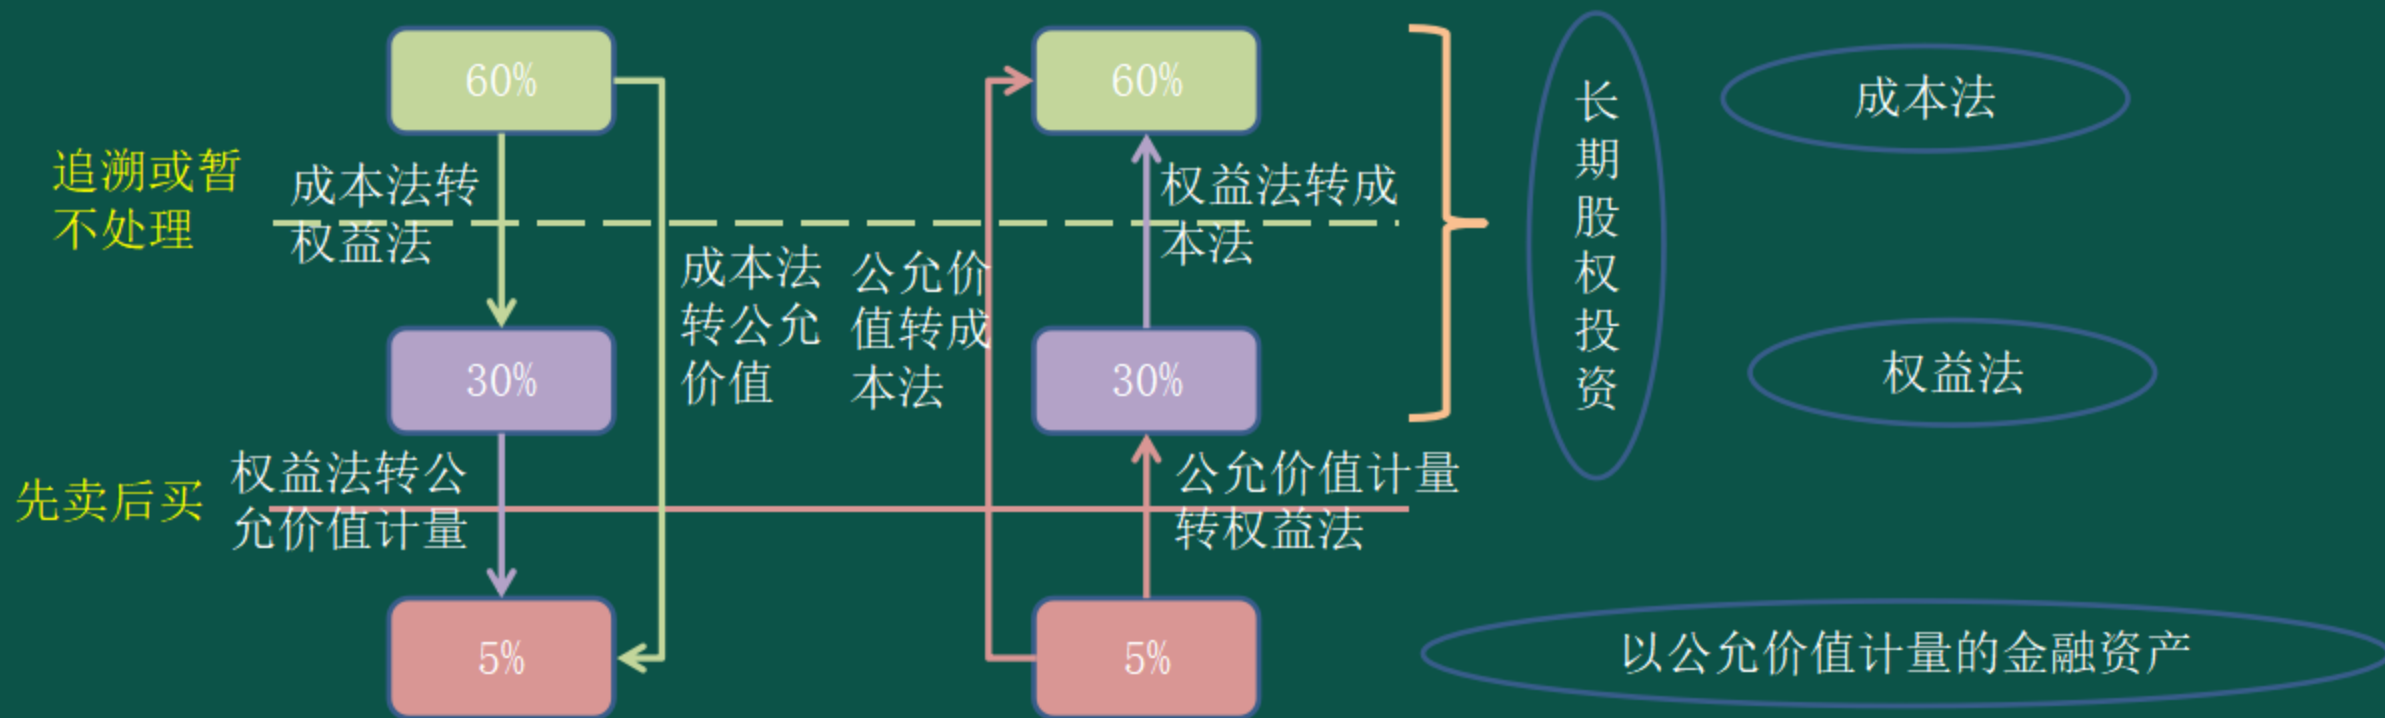 60%
60%
长
期
股
权
投
资
成本法
追溯或暂
不处理
成本法转
权益法
权益法转成
本法
成本法
转公允
价值
公允价
值转成
本法
30%
30%
权益法
先卖后买
权益法转公
允价值计量
公允价值计量
转权益法
5%
5%
以公允价值计量的金融资产